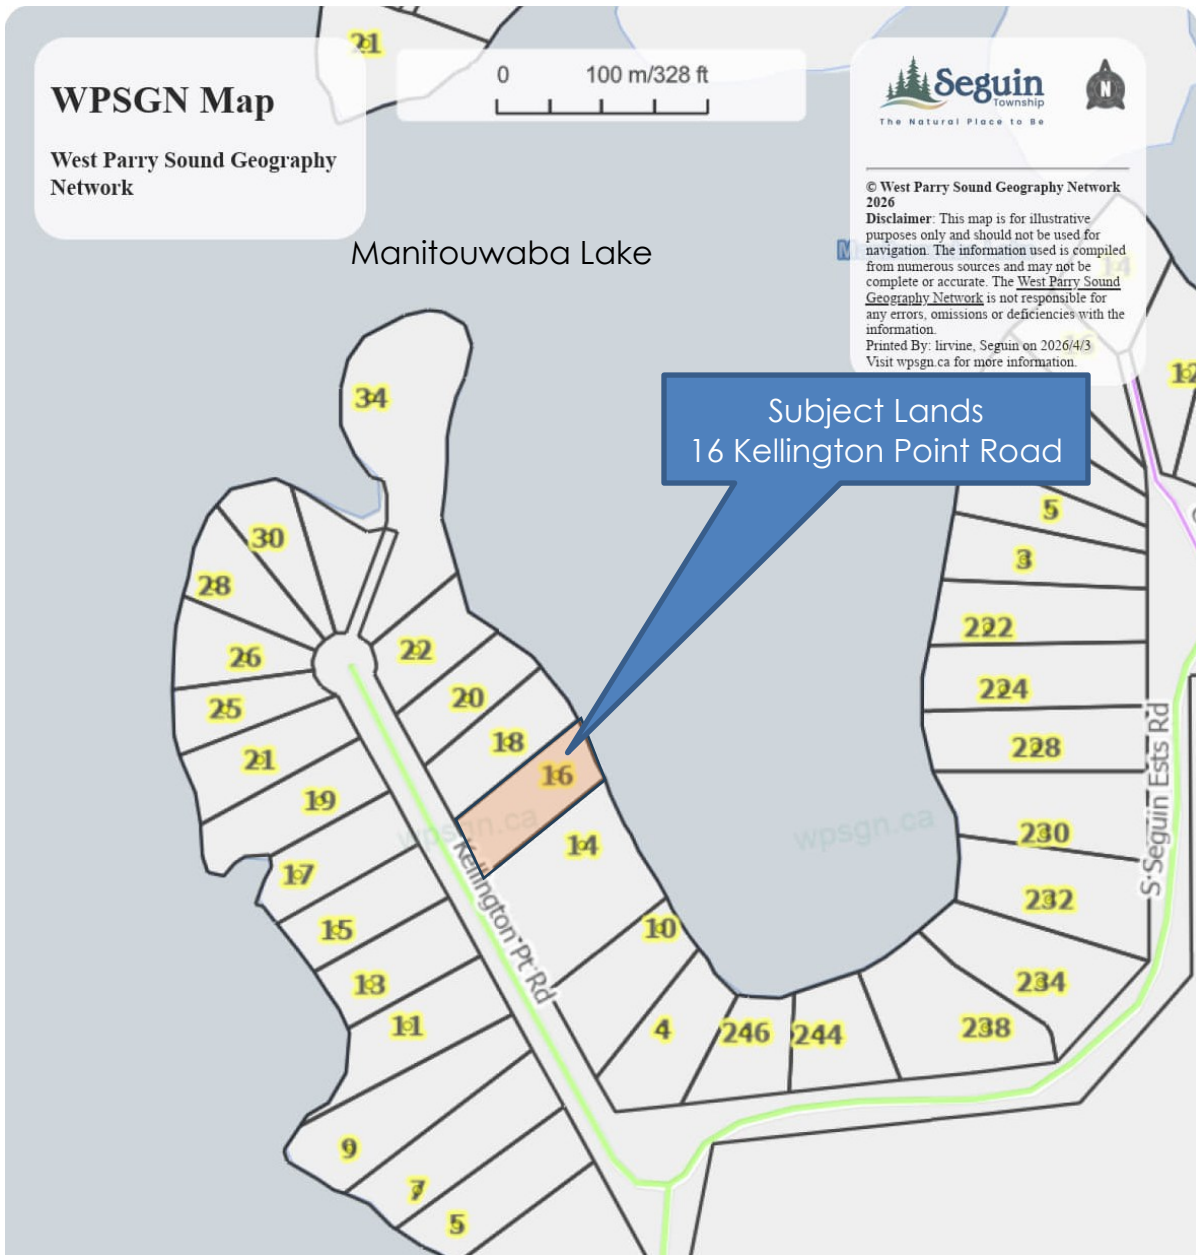 21
WPSGN Map
West Parry Sound Geography
Network
0 100 m/328 ft
Seguin
Township
The Natural Place to Be
N
© West Parry Sound Geography Network
2026
Disclaimer: This map is for illustrative
purposes only and should not be used for
navigation. The information used is compiled
from numerous sources and may not be
complete or accurate. The West Parry Sound
Geography Network is not responsible for
any errors, omissions or deficiencies with the
information.
Printed By: lirvine, Seguin on 2026/4/3
Visit wpsgn.ca for more information.
Manitouwaba Lake
14
16
12
Subject Lands
16 Kellington Point Road
34
5
3
30
28
222
22
26
224
20
25
18
228
21
16
19
wpsgn.ca
wpsgn.ca
230
14
17
232
10
15
13
234
11
4
246
244
238
9
7
5
Kellington Pt Rd
S Seguin Ests Rd